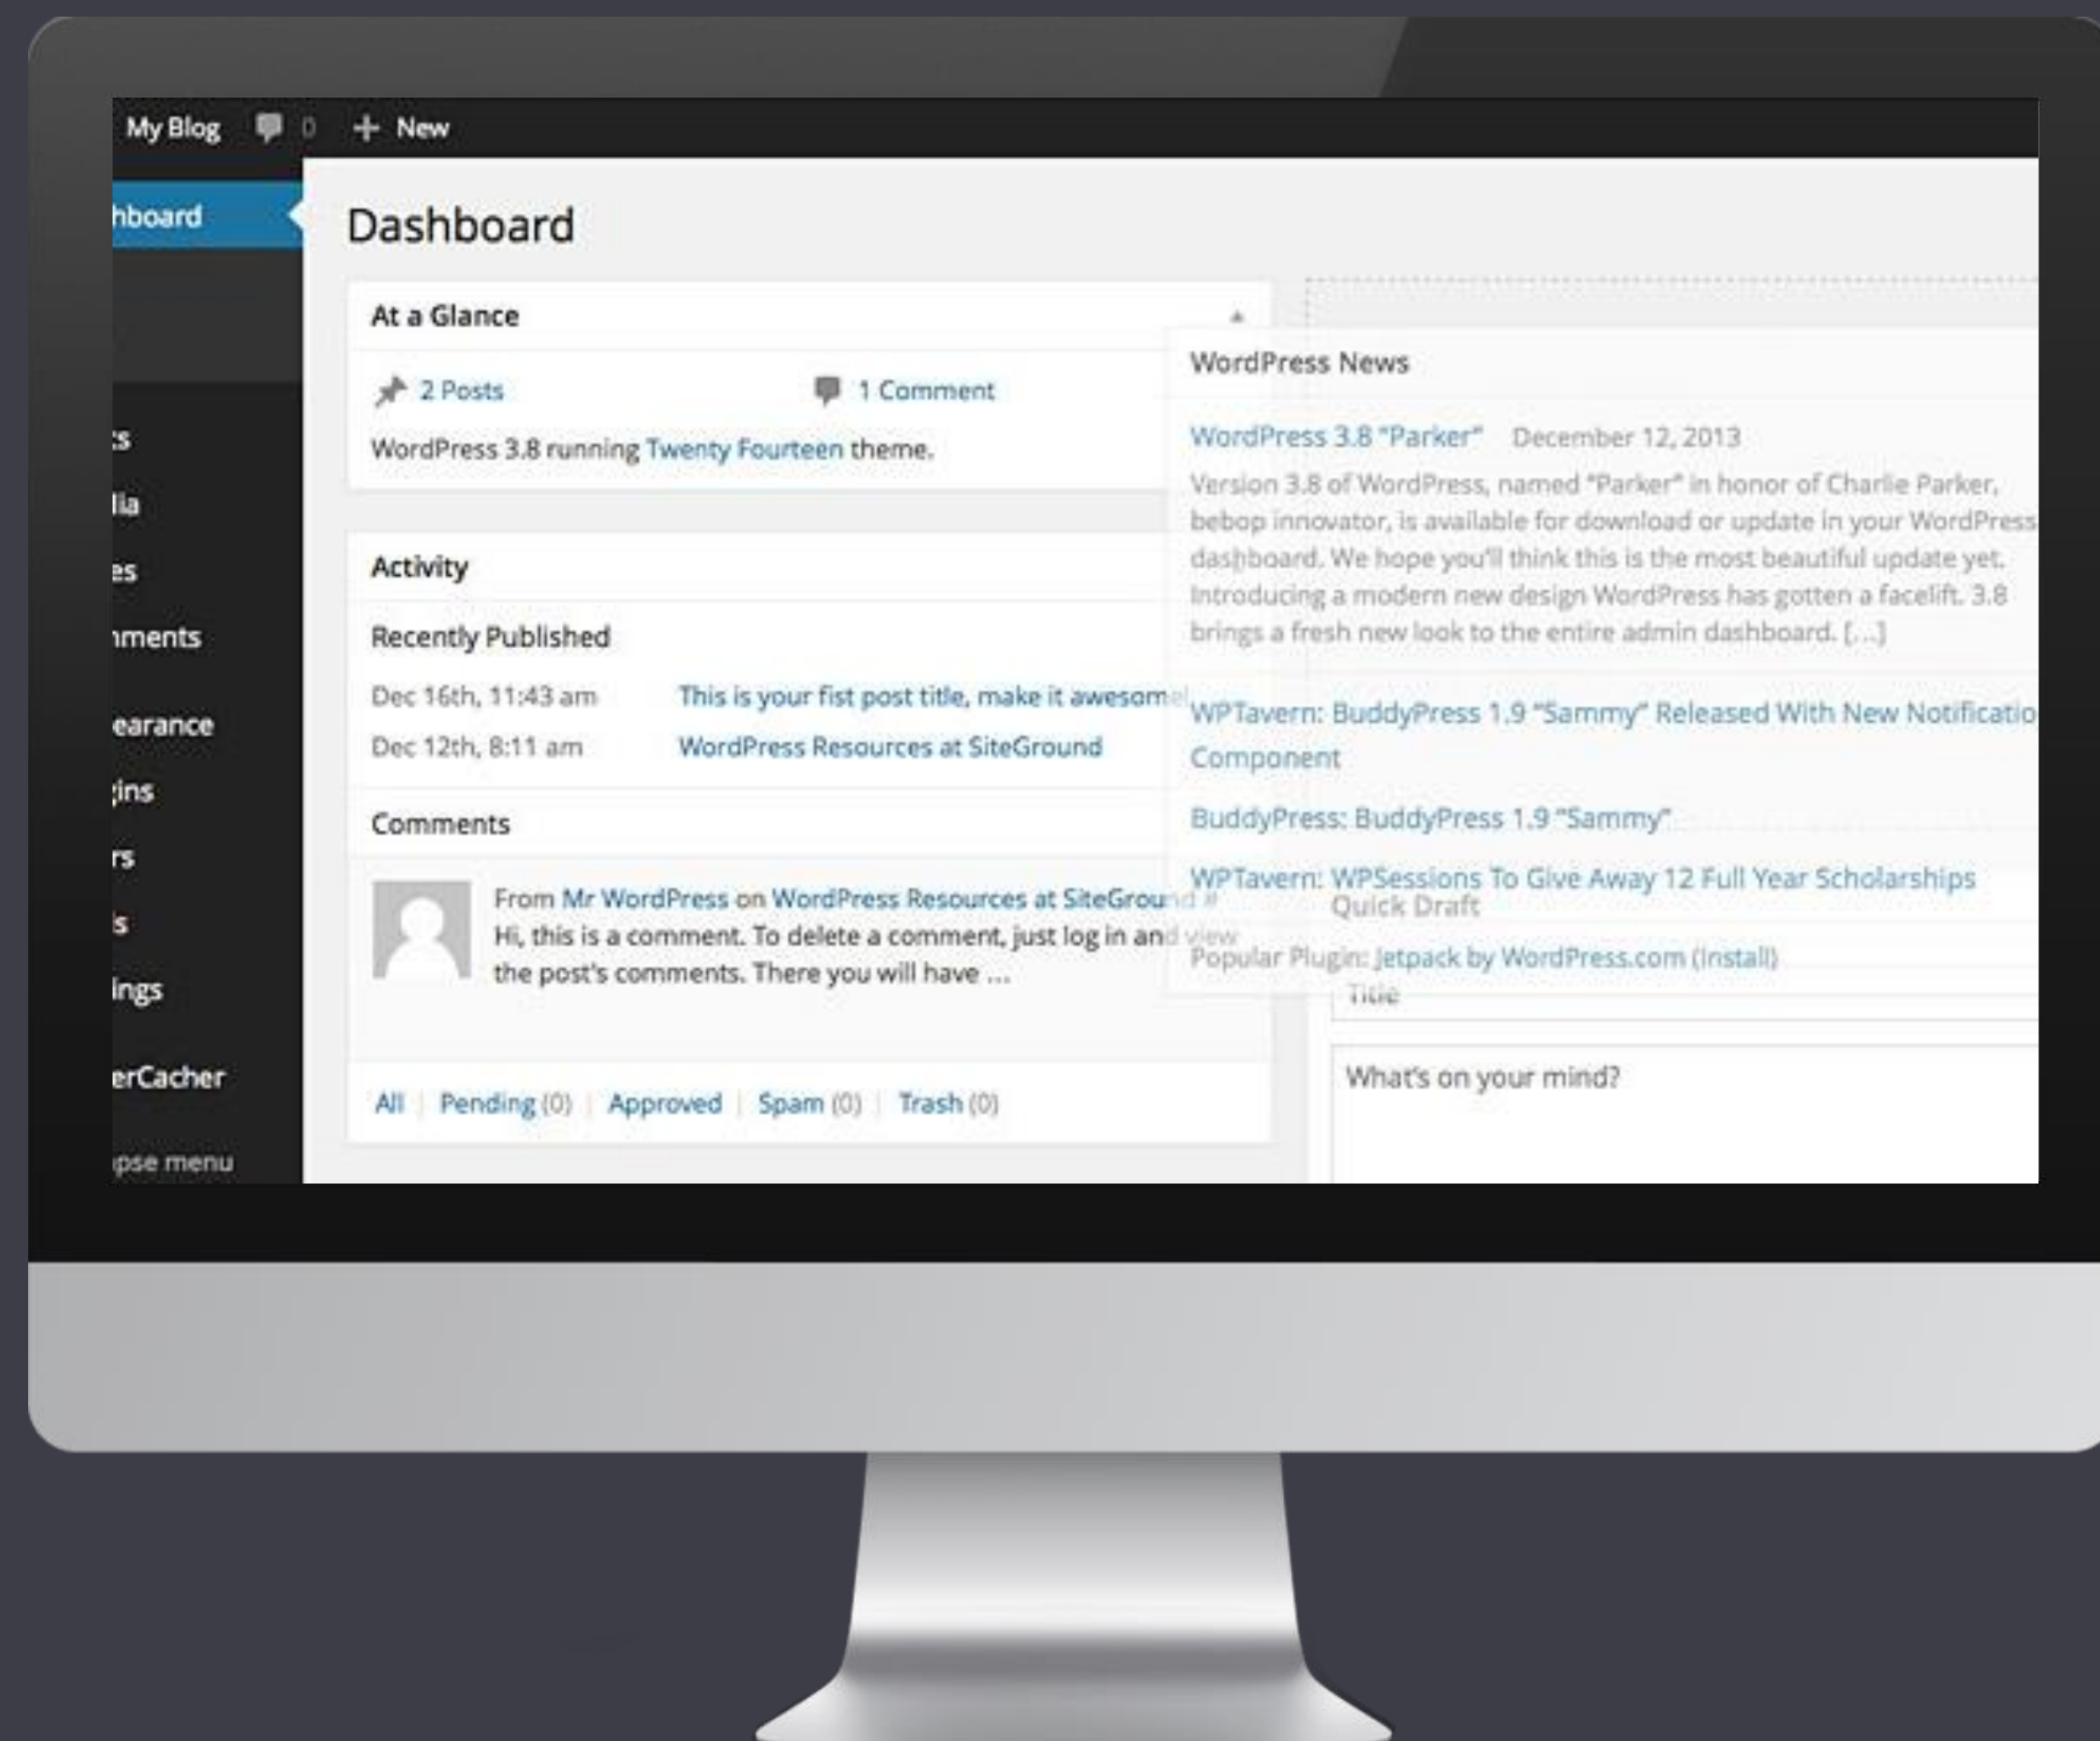 My Blog 0 + New
hboard
Dashboard
At a Glance
2 Posts 1 Comment
WordPress 3.8 running Twenty Fourteen theme.
Activity
Recently Published
Dec 16th, 11:43 am This is your fist post title, make it awesome!
Dec 12th, 8:11 am WordPress Resources at SiteGround
Comments
From Mr WordPress on WordPress Resources at SiteGround #
Hi, this is a comment. To delete a comment, just log in and view
the post's comments. There you will have ...
All | Pending (0) | Approved | Spam (0) | Trash (0)
WordPress News
WordPress 3.8 "Parker" December 12, 2013
Version 3.8 of WordPress, named "Parker" in honor of Charlie Parker,
bebop innovator, is available for download or update in your WordPress
dashboard. We hope you'll think this is the most beautiful update yet.
Introducing a modern new design WordPress has gotten a facelift. 3.8
brings a fresh new look to the entire admin dashboard. [...]
WPTavern: BuddyPress 1.9 "Sammy" Released With New Notificatio
Component
BuddyPress: BuddyPress 1.9 "Sammy"
WPTavern: WPSessions To Give Away 12 Full Year Scholarships
Quick Draft
Popular Plugin: Jetpack by WordPress.com (Install)
Title
What's on your mind?
lia
es
nments
earance
gins
rs
ls
ings
erCacher
pse menu